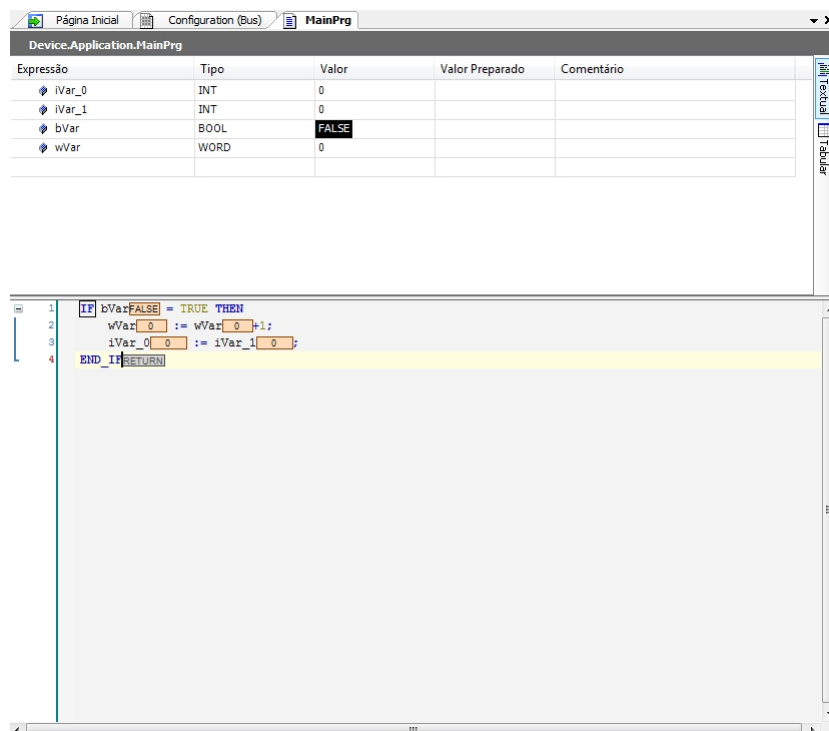 Página Inicial Configuration (Bus) MainPrg
Device.Application.MainPrg
Expressão Tipo Valor Valor Preparado Comentário
iVar_0 INT 0
iVar_1 INT 0
bVar BOOL FALSE
wVar WORD 0
Textual
Tabular
1 IF bVar FALSE = TRUE THEN
2 wVar 0 := wVar 0 +1;
3 iVar_0 0 := iVar_1 0 ;
4 END_IF RETURN